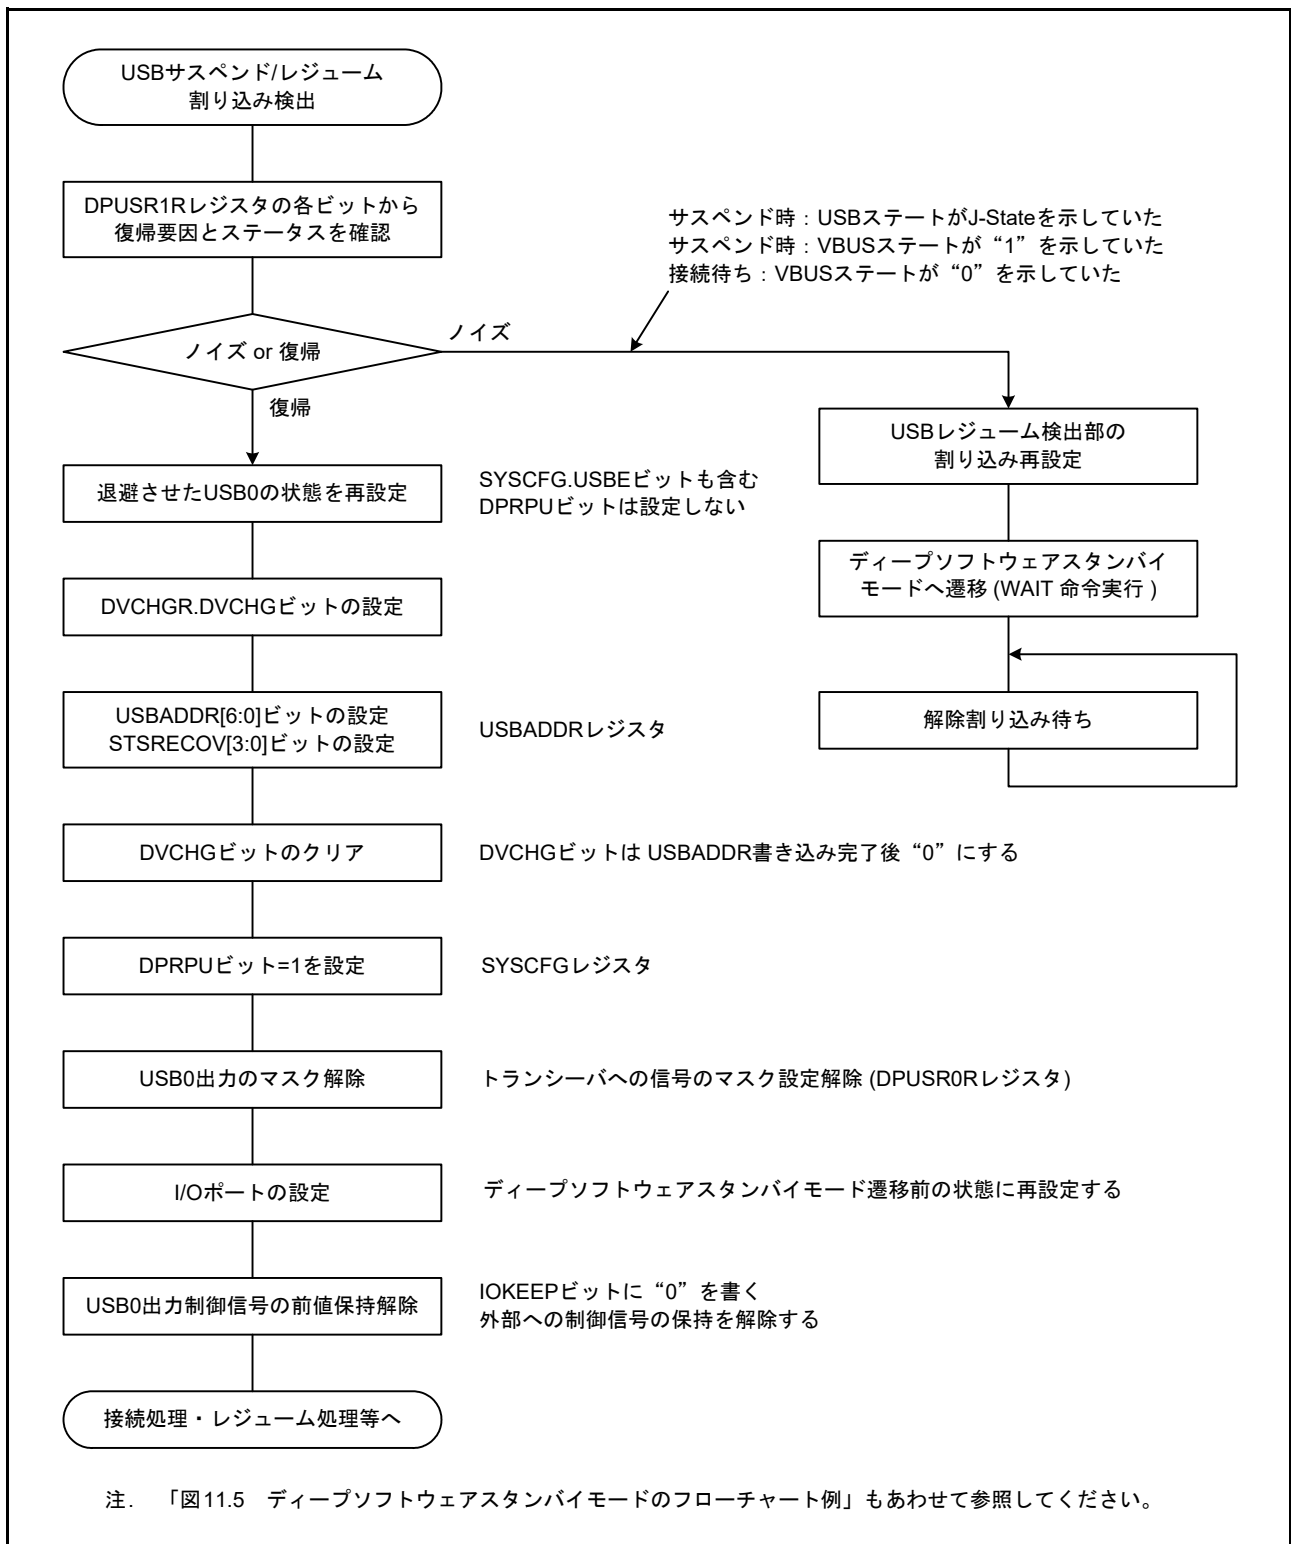 USBサスペンド/レジューム
割り込み検出
DPUSR1Rレジスタの各ビットから
復帰要因とステータスを確認
サスペンド時：USBステートがJ-Stateを示していた
サスペンド時：VBUSステートが“1”を示していた
接続待ち：VBUSステートが“0”を示していた
ノイズ or 復帰
ノイズ
復帰
USBレジューム検出部の
割り込み再設定
ディープソフトウェアスタンバイ
モードへ遷移 (WAIT 命令実行 )
解除割り込み待ち
退避させたUSB0の状態を再設定
SYSCFG.USBEビットも含む
DPRPUビットは設定しない
DVCHGR.DVCHGビットの設定
USBADDR[6:0]ビットの設定
STSRECOV[3:0]ビットの設定
USBADDRレジスタ
DVCHGビットのクリア
DVCHGビットは USBADDR書き込み完了後“0”にする
DPRPUビット=1を設定
SYSCFGレジスタ
USB0出力のマスク解除
トランシーバへの信号のマスク設定解除 (DPUSR0Rレジスタ)
I/Oポートの設定
ディープソフトウェアスタンバイモード遷移前の状態に再設定する
USB0出力制御信号の前値保持解除
IOKEEPビットに“0”を書く
外部への制御信号の保持を解除する
接続処理・レジューム処理等へ
注． 「図11.5 ディープソフトウェアスタンバイモードのフローチャート例」もあわせて参照してください。